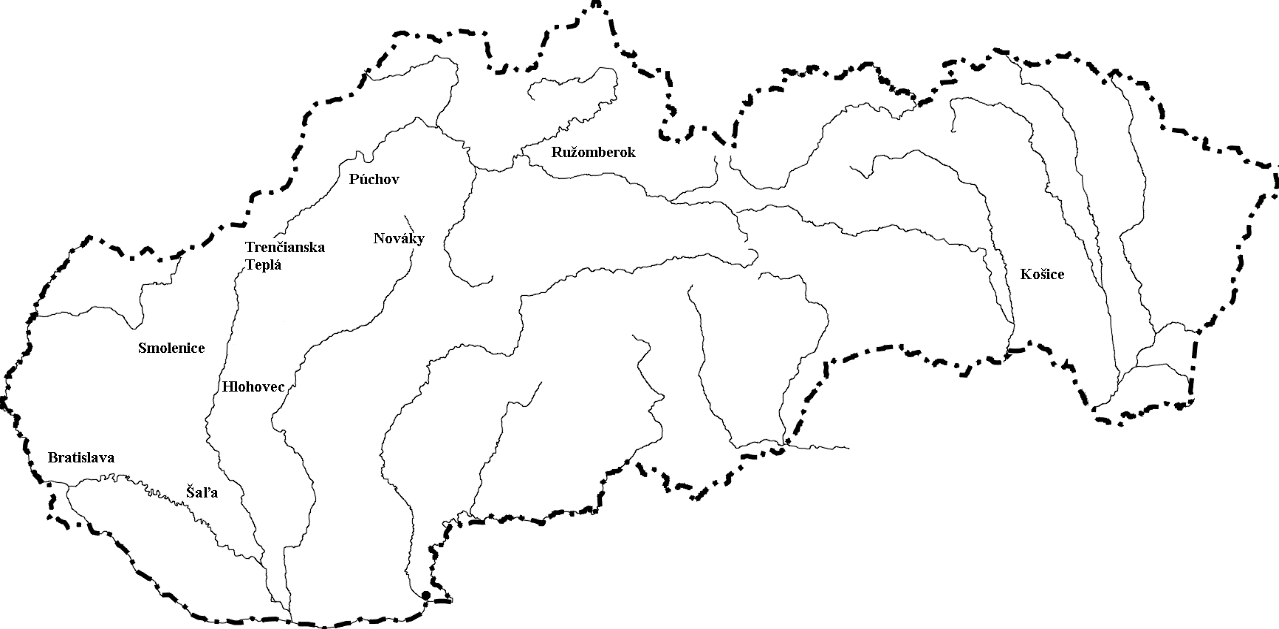 Ružomberok
Púchov
Nováky
Trenčianska
Teplá
Košice
Smolenice
Hlohovec
Bratislava
Šaľa